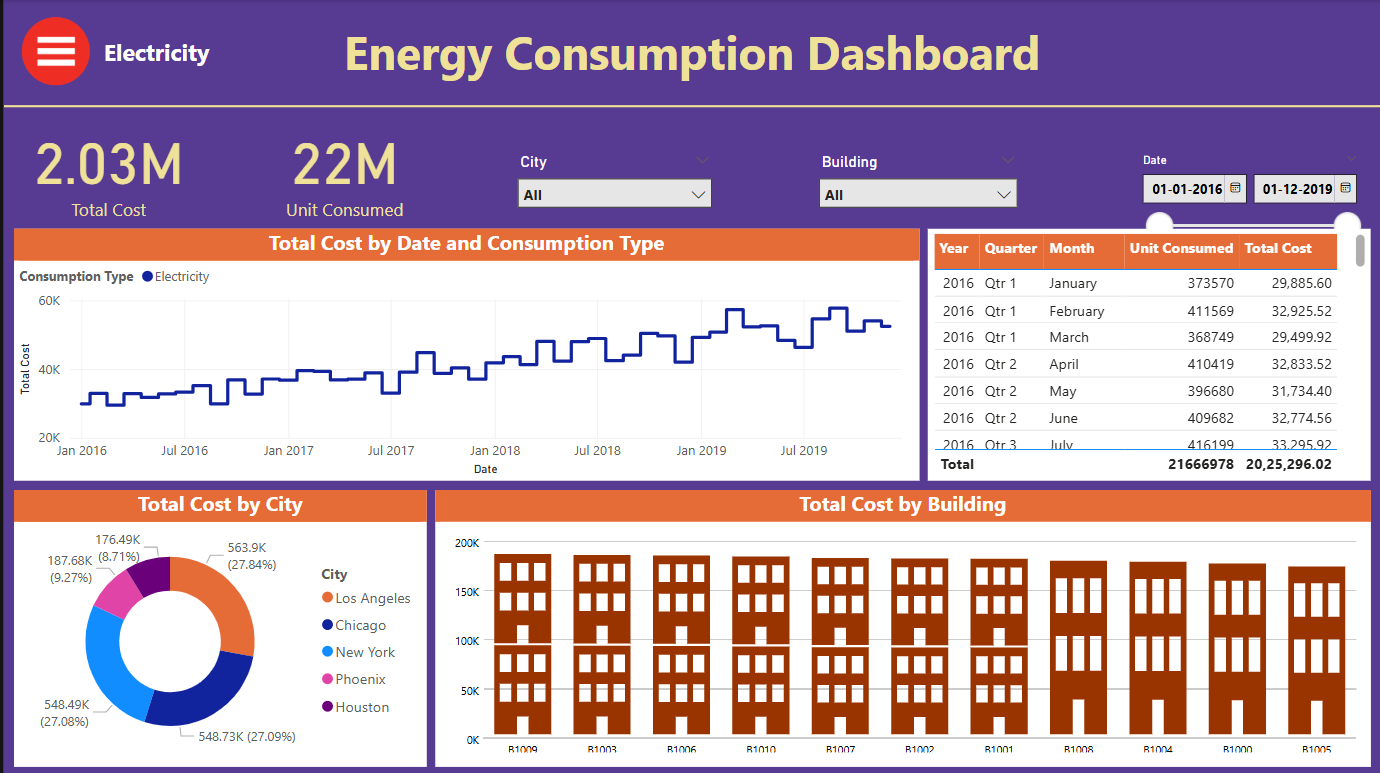 Electricity
Energy Consumption Dashboard
2.03M
Total Cost
22M
Unit Consumed
City
All
Building
All
Date
01-01-2016
01-12-2019
Total Cost by Date and Consumption Type
Consumption Type Electricity
Total Cost
60K
40K
20K
Jan 2016 Jul 2016 Jan 2017 Jul 2017 Jan 2018 Jul 2018 Jan 2019 Jul 2019
Date
Year Quarter Month Unit Consumed Total Cost
2016 Qtr 1 January 373570 29,885.60
2016 Qtr 1 February 411569 32,925.52
2016 Qtr 1 March 368749 29,499.92
2016 Qtr 2 April 410419 32,833.52
2016 Qtr 2 May 396680 31,734.40
2016 Qtr 2 June 409682 32,774.56
2016 Qtr 3 July 416199 33,295.92
Total 21666978 20,25,296.02
Total Cost by City
176.49K
(8.71%)
187.68K
(9.27%)
563.9K
(27.84%)
548.49K
(27.08%)
548.73K (27.09%)
City
Los Angeles
Chicago
New York
Phoenix
Houston
Total Cost by Building
200K
150K
100K
50K
0K
B1009 B1003 B1006 B1010 B1007 B1002 B1001 B1008 B1004 B1000 B1005